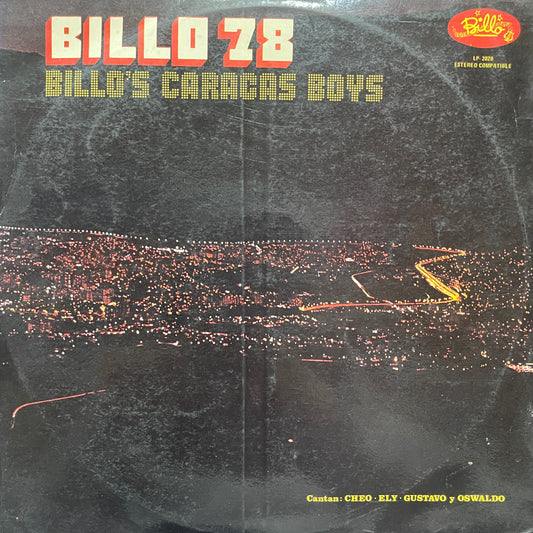 BILLO 78
Billo
LP-2020
ESTEREO COMPATIBLE
BILLO'S CARACAS BOYS
Cantan: CHEO · ELY · GUSTAVO y OSWALDO